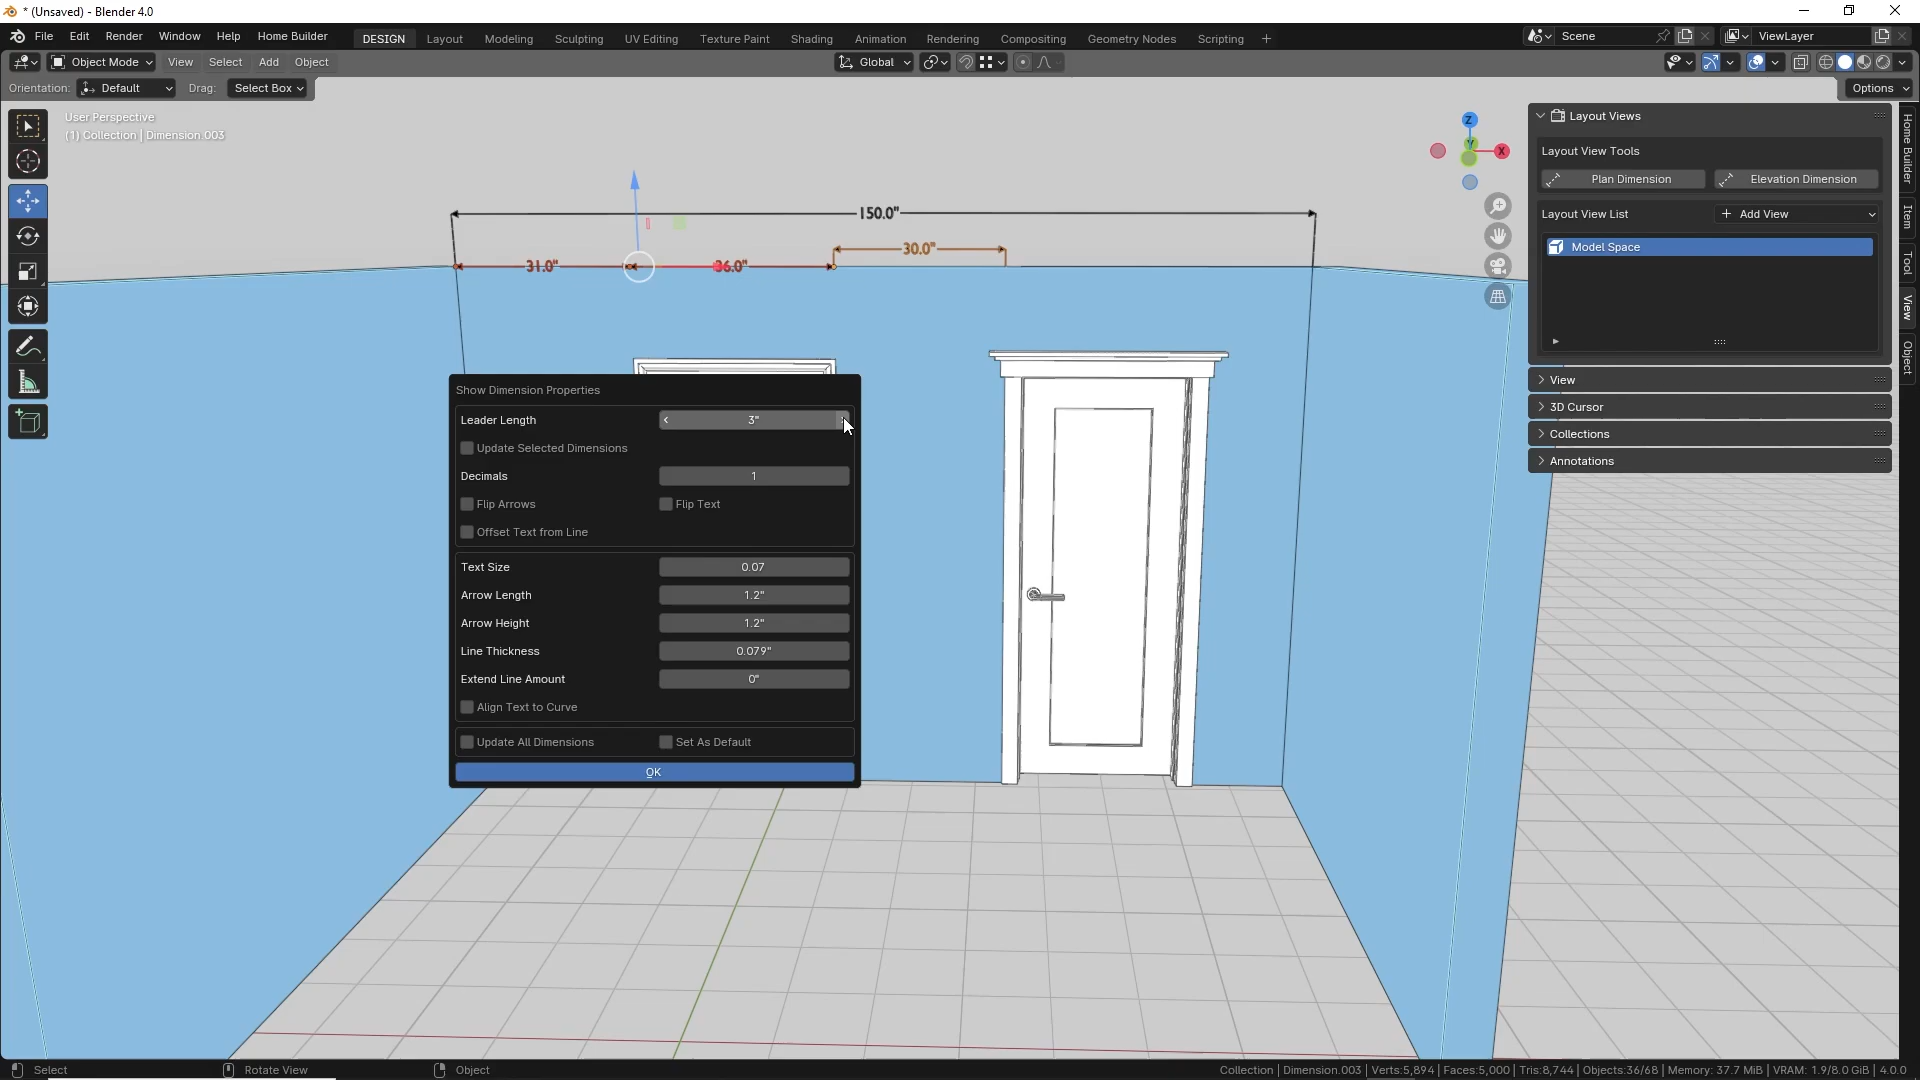 * (Unsaved) - Blender 4.0
File Edit Render Window Help Home Builder
DESIGN Layout Modeling Sculpting UV Editing Texture Paint Shading Animation Rendering Compositing Geometry Nodes Scripting +
Scene
ViewLayer
Object Mode View Select Add Object
Global
Orientation: Default Drag: Select Box
Options
User Perspective
(1) Collection | Dimension.003
Z
Y
X
150.0"
30.0"
31.0"
36.0"
Layout Views
Layout View Tools
Plan Dimension
Elevation Dimension
Layout View List
Add View
Model Space
View
3D Cursor
Collections
Annotations
Home Builder
Item
Tool
View
Object
Show Dimension Properties
Leader Length 3"
Update Selected Dimensions
Decimals 1
Flip Arrows Flip Text
Offset Text from Line
Text Size 0.07
Arrow Length 1.2"
Arrow Height 1.2"
Line Thickness 0.079"
Extend Line Amount 0"
Align Text to Curve
Update All Dimensions Set As Default
OK
Select Rotate View Object
Collection | Dimension.003 | Verts:5,894 | Faces:5,000 | Tris:8,744 | Objects:36/68 | Memory: 37.7 MiB | VRAM: 1.9/8.0 GiB | 4.0.0